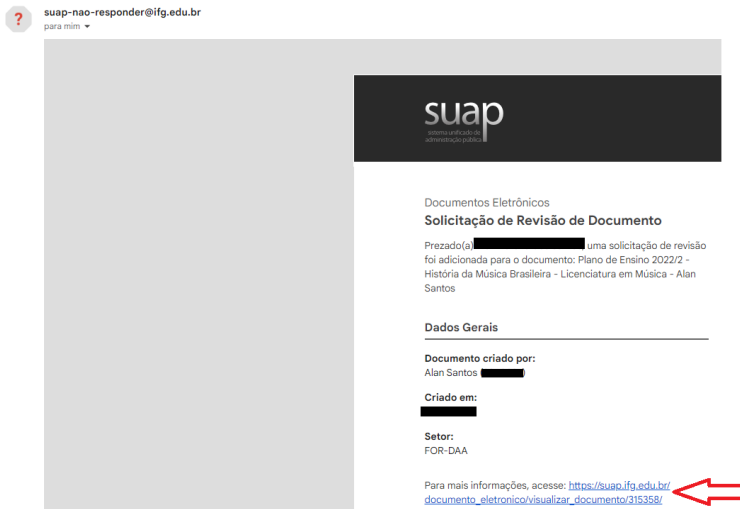 suap-nao-responder@ifg.edu.br
para mim
?
suap
sistema unificado de
administração pública
Documentos Eletrônicos
Solicitação de Revisão de Documento
Prezado(a) , uma solicitação de revisão
foi adicionada para o documento: Plano de Ensino 2022/2 -
História da Música Brasileira - Licenciatura em Música - Alan
Santos
Dados Gerais
Documento criado por:
Alan Santos ( )
Criado em:
Setor:
FOR-DAA
Para mais informações, acesse: https://suap.ifg.edu.br/
documento_eletronico/visualizar_documento/315358/